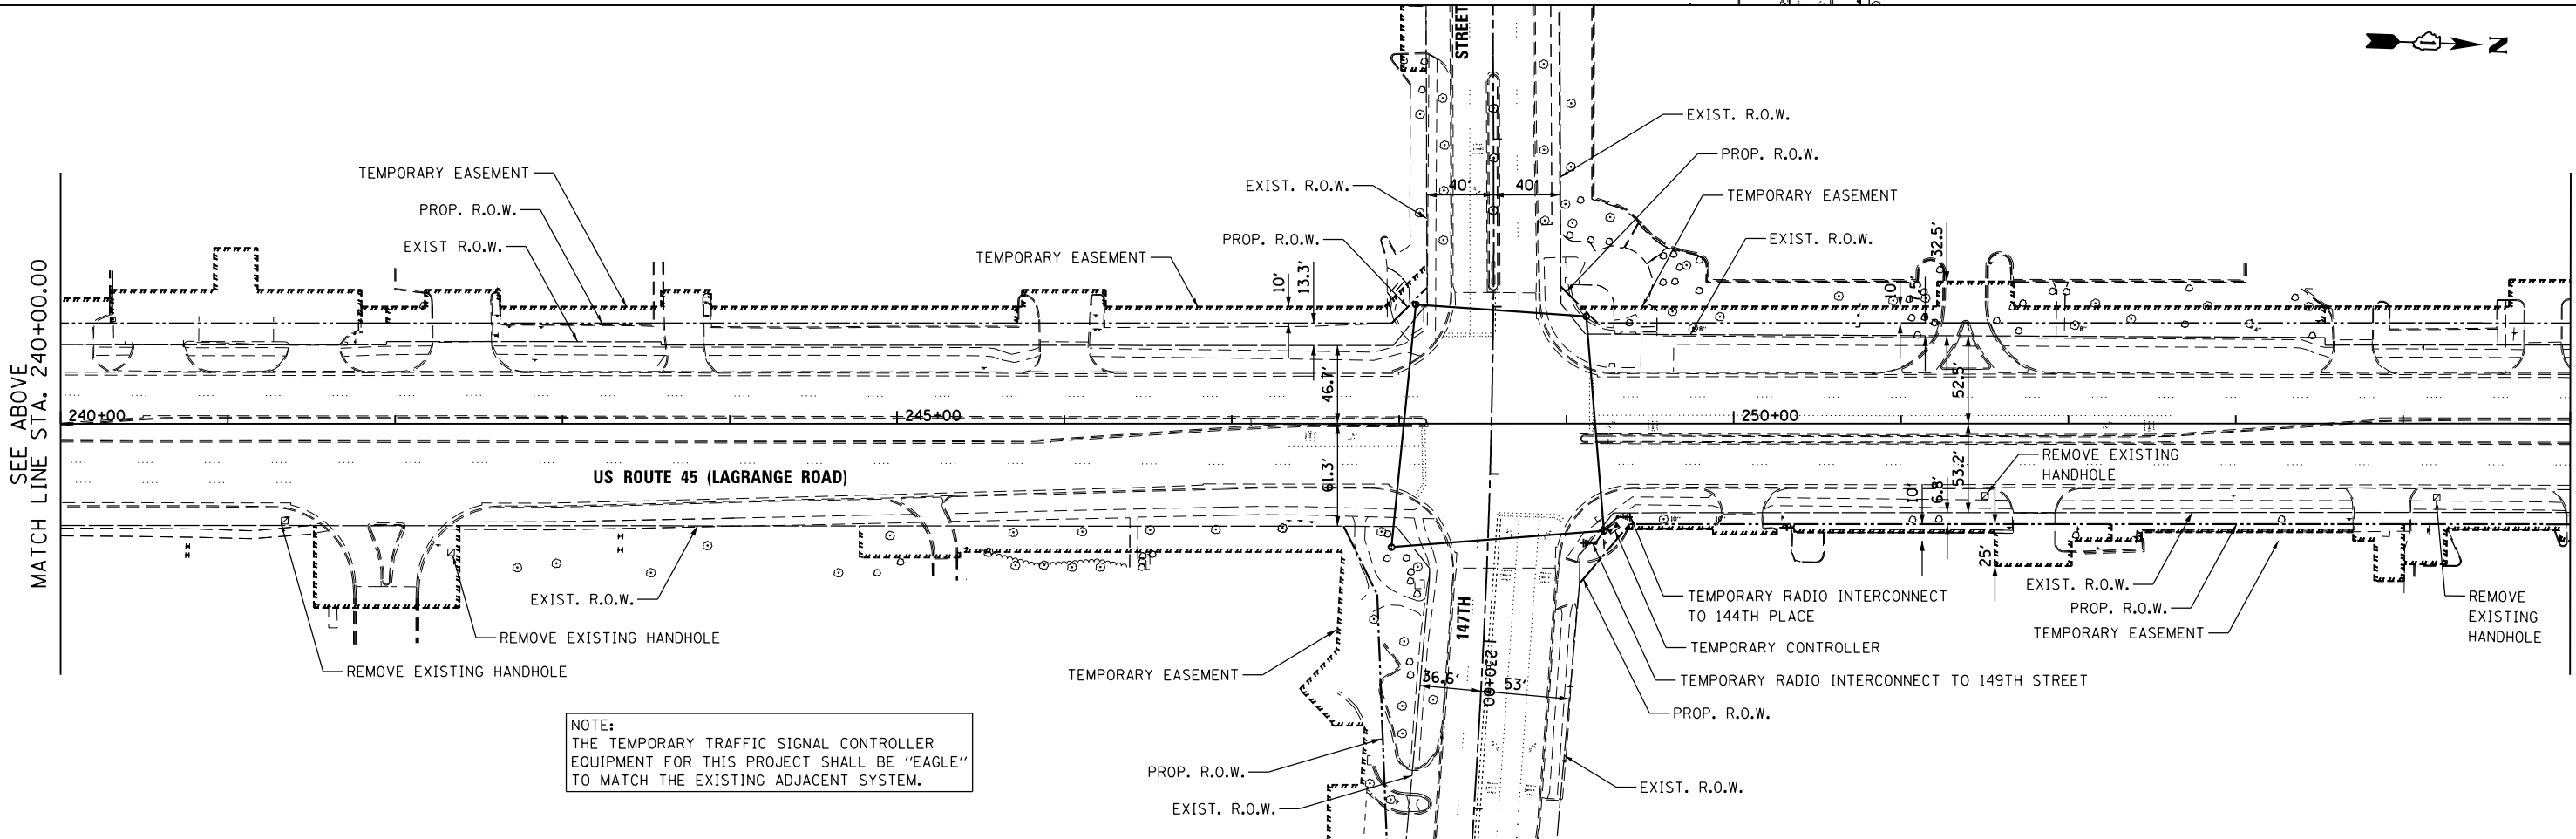 STREET
N
EXIST. R.O.W.
PROP. R.O.W.
TEMPORARY EASEMENT
EXIST. R.O.W.
TEMPORARY EASEMENT
PROP. R.O.W.
EXIST R.O.W.
TEMPORARY EASEMENT
EXIST. R.O.W.
PROP. R.O.W.
40'
40'
10'
13.3'
10'
32.5'
46.7'
52.5'
SEE ABOVE
MATCH LINE STA. 240+00.00
240+00
245+00
250+00
US ROUTE 45 (LAGRANGE ROAD)
61.3'
10'
6.8'
53.2'
25'
REMOVE EXISTING
HANDHOLE
EXIST. R.O.W.
REMOVE EXISTING HANDHOLE
REMOVE EXISTING HANDHOLE
TEMPORARY EASEMENT
147TH
230+00
36.6'
53'
TEMPORARY RADIO INTERCONNECT
TO 144TH PLACE
TEMPORARY CONTROLLER
TEMPORARY RADIO INTERCONNECT TO 149TH STREET
PROP. R.O.W.
EXIST. R.O.W.
PROP. R.O.W.
TEMPORARY EASEMENT
REMOVE
EXISTING
HANDHOLE
NOTE:
THE TEMPORARY TRAFFIC SIGNAL CONTROLLER
EQUIPMENT FOR THIS PROJECT SHALL BE "EAGLE"
TO MATCH THE EXISTING ADJACENT SYSTEM.
PROP. R.O.W.
EXIST. R.O.W.
EXIST. R.O.W.